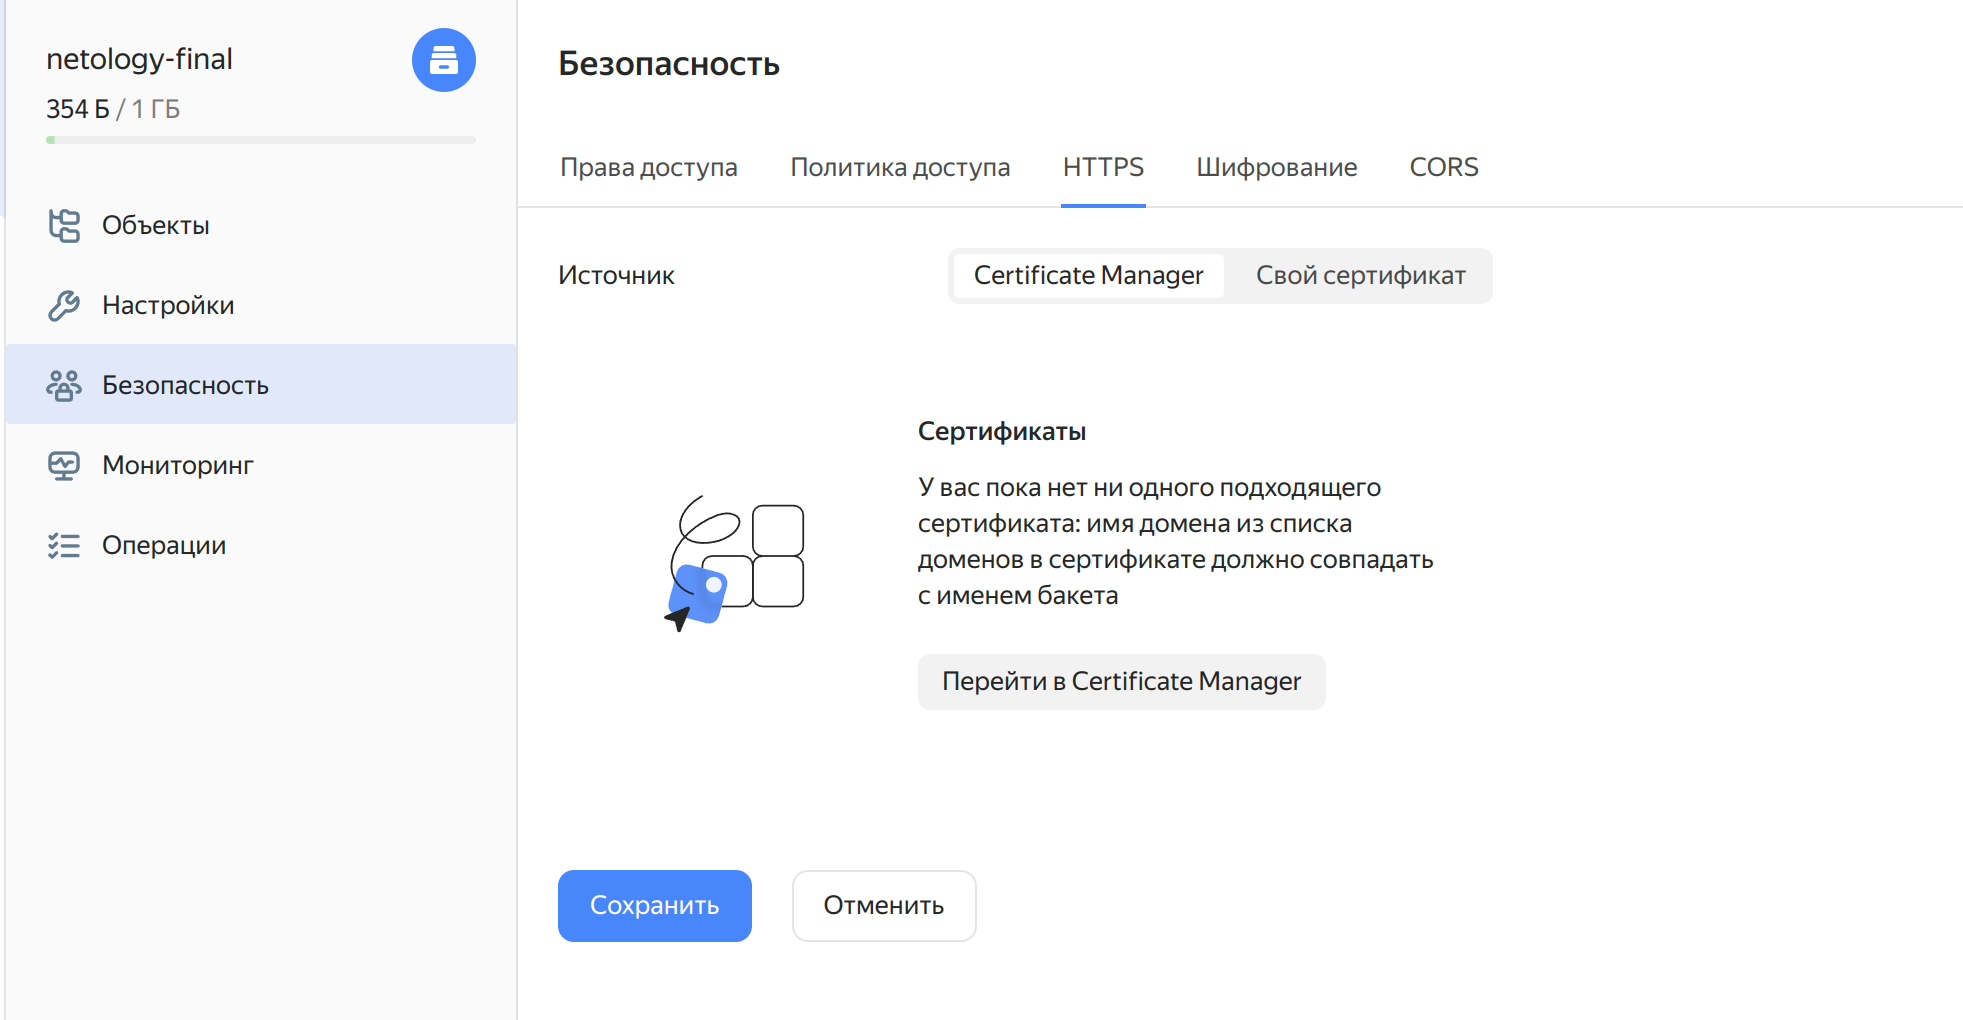 netology-final
354 Б / 1 ГБ
Объекты
Настройки
Безопасность
Мониторинг
Операции
Безопасность
Права доступа
Политика доступа
HTTPS
Шифрование
CORS
Источник
Certificate Manager
Свой сертификат
Сертификаты
У вас пока нет ни одного подходящего
сертификата: имя домена из списка
доменов в сертификате должно совпадать
с именем бакета
Перейти в Certificate Manager
Сохранить
Отменить